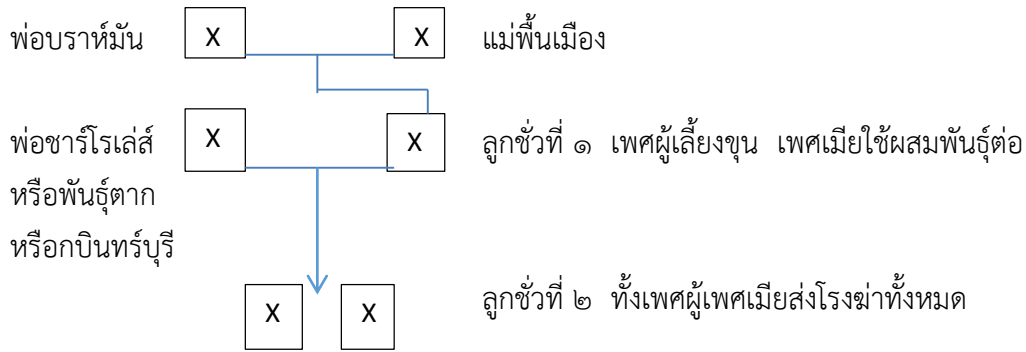 พ่อบราห์มัน X X แม่พื้นเมือง
พ่อชาร์โรเล่ส์ X X ลูกชั่วที่ ๑ เพศผู้เลี้ยงขุน เพศเมียใช้ผสมพันธุ์ต่อ
หรือพันธุ์ตาก
หรือกบินทร์บุรี
X X ลูกชั่วที่ ๒ ทั้งเพศผู้เพศเมียส่งโรงฆ่าทั้งหมด